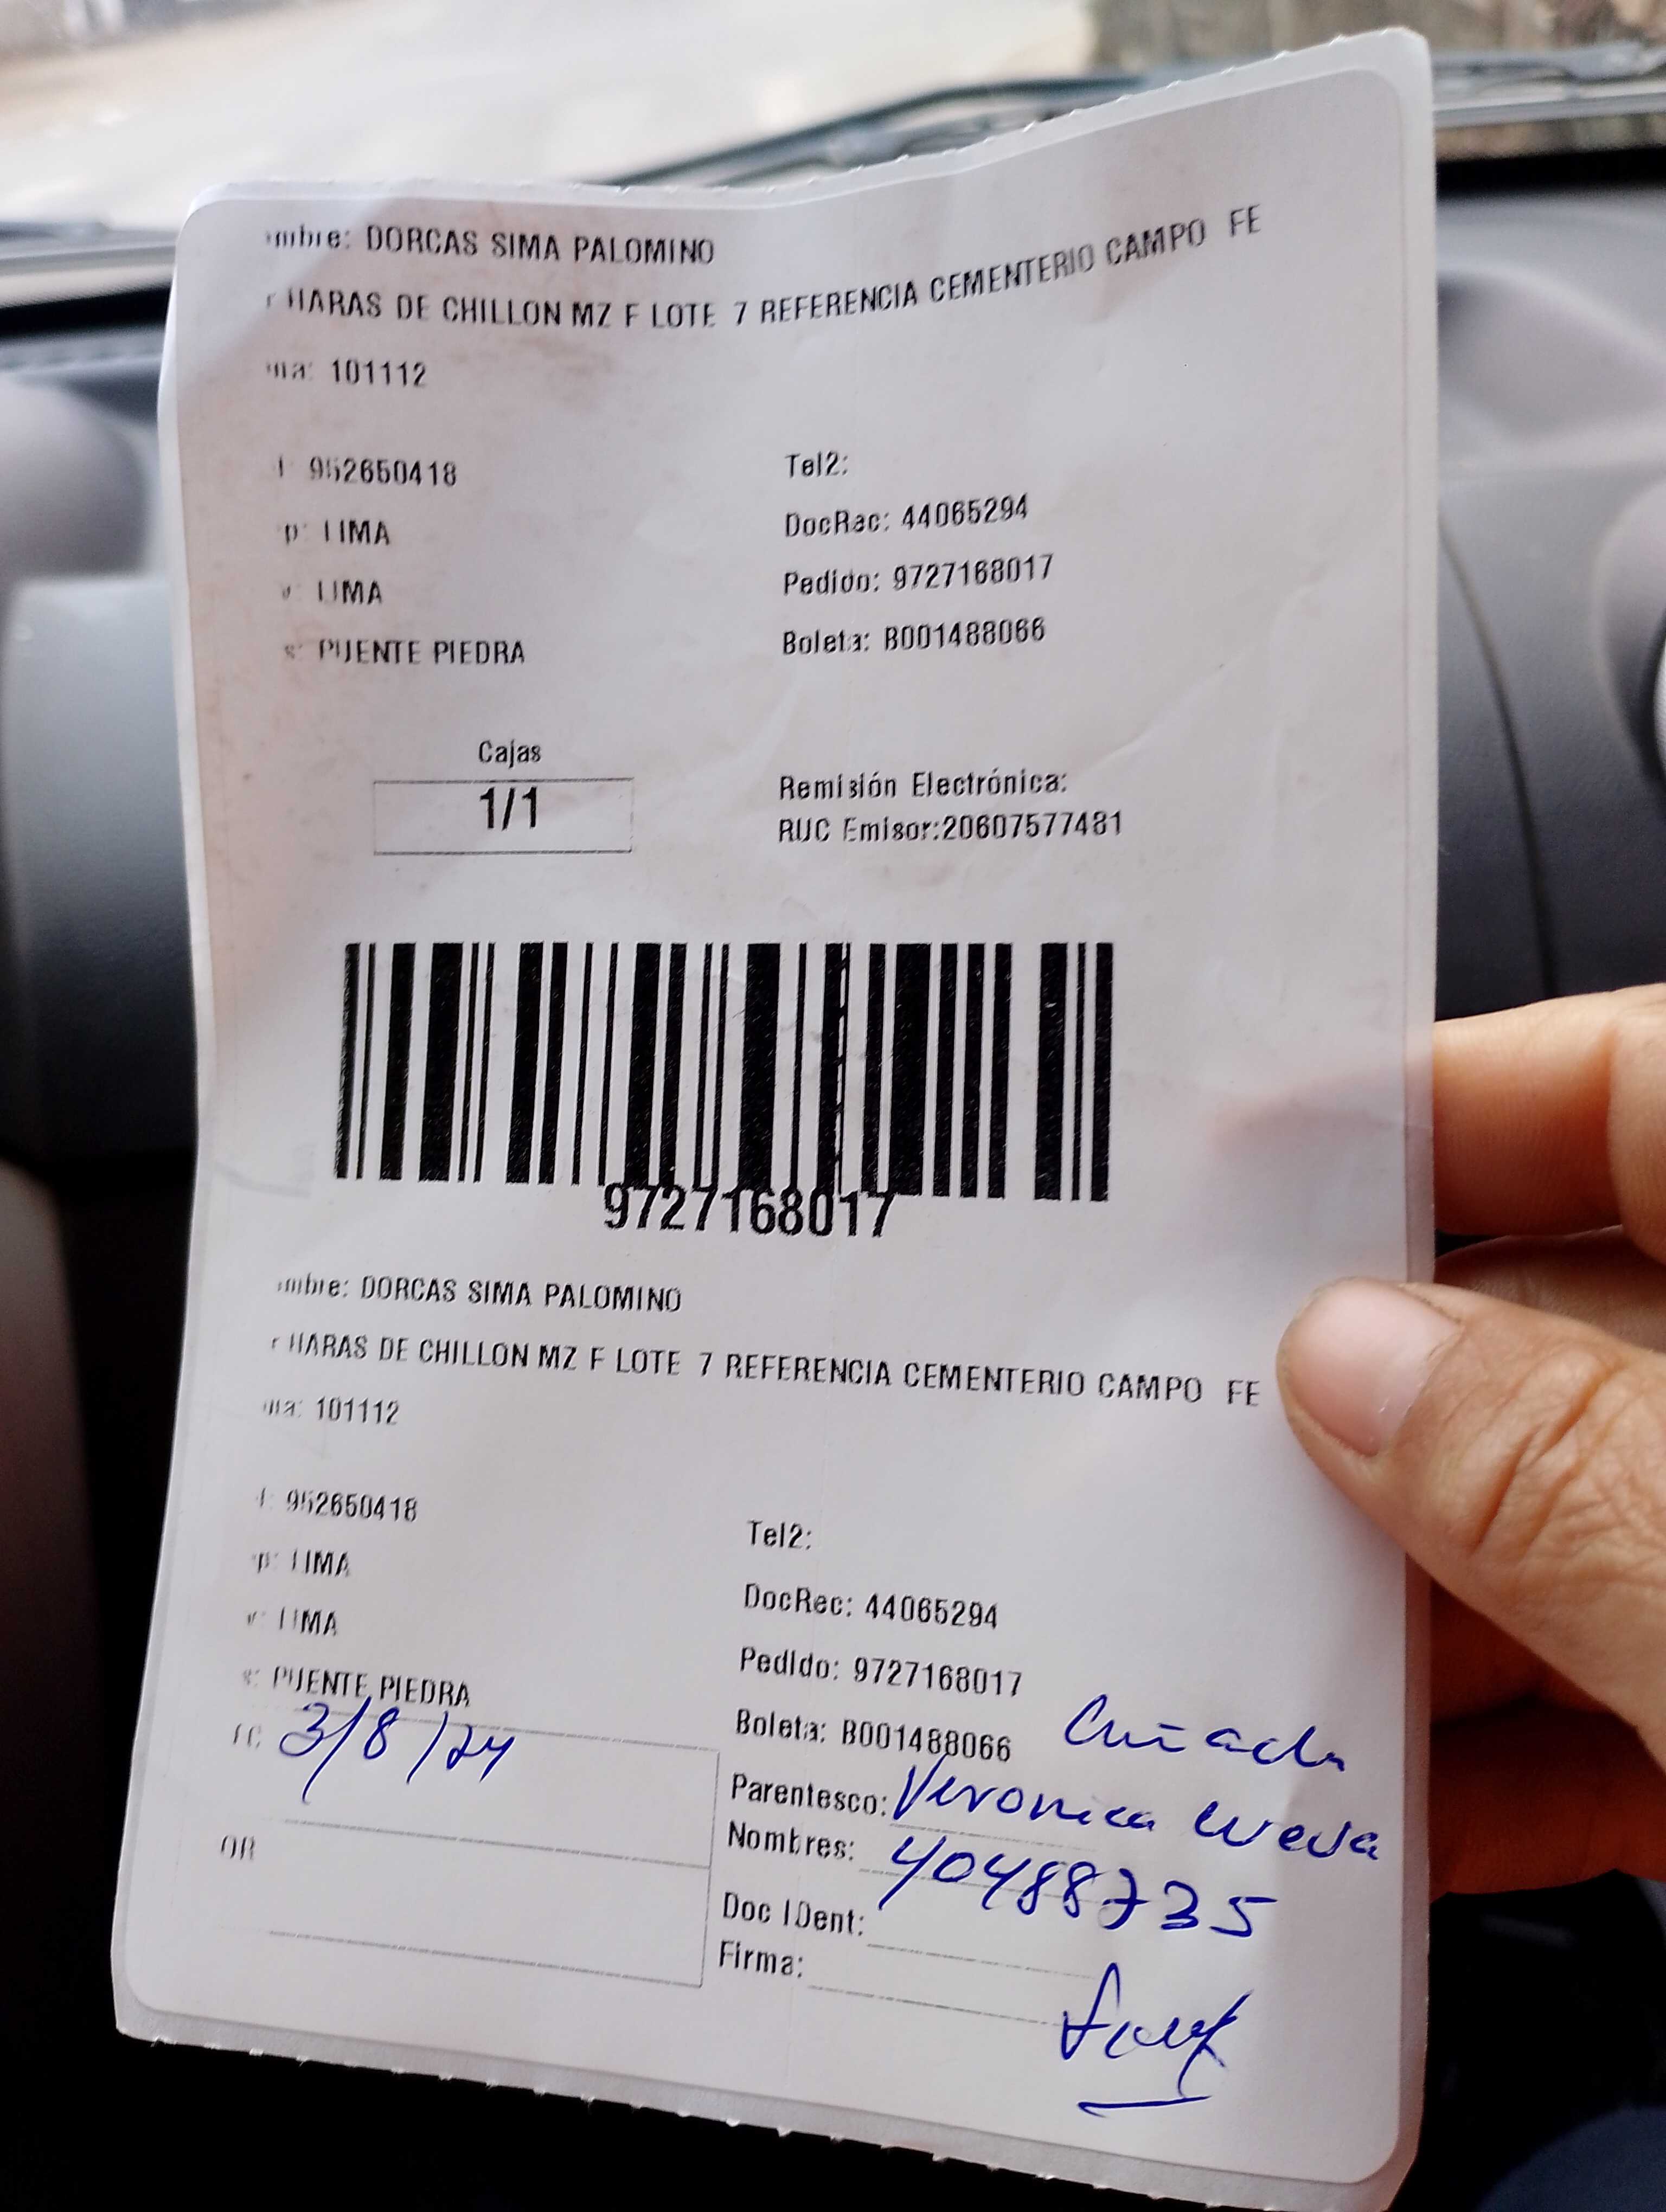 mbre: DORCAS SIMA PALOMINO
r HARAS DE CHILLON MZ F LOTE 7 REFERENCIA CEMENTERIO CAMPO FE
ma: 101112
l: 952650418
Tel2:
p: LIMA
DocRec: 44065294
v: LIMA
Pedido: 9727168017
s: PUENTE PIEDRA
Boleta: B001488066
Cajas
1/1
Remisión Electrónica:
RUC Emisor:20607577481
9727168017
mbre: DORCAS SIMA PALOMINO
r HARAS DE CHILLON MZ F LOTE 7 REFERENCIA CEMENTERIO CAMPO FE
ma: 101112
l: 952650418
Tel2:
p: LIMA
DocRec: 44065294
v: LIMA
Pedido: 9727168017
s: PUENTE PIEDRA
Boleta: B001488066 Cuñada
3/8/24
Parentesco: Veronica
Nombres: 40488735
OR
Doc IDent:
Firma: